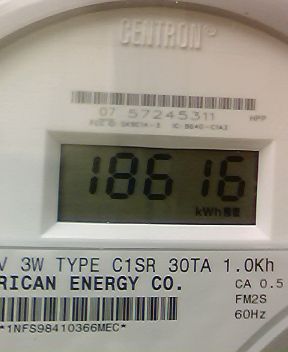 CENTRON
07 57245311 HPP
18616
kWh
V 3W TYPE C1SR 30TA 1.0Kh
RICAN ENERGY CO. CA 0.5
FM2S
60Hz
*1NFS98410366MEC*